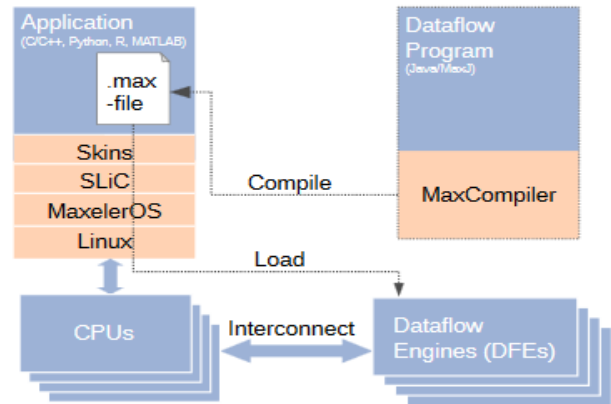 Application
(C/C++, Python, R, MATLAB)
.max
-file
Skins
SLiC
MaxelerOS
Linux
CPUs
Dataflow
Program
(Java/MaxJ)
MaxCompiler
Compile
Load
Interconnect
Dataflow
Engines (DFEs)